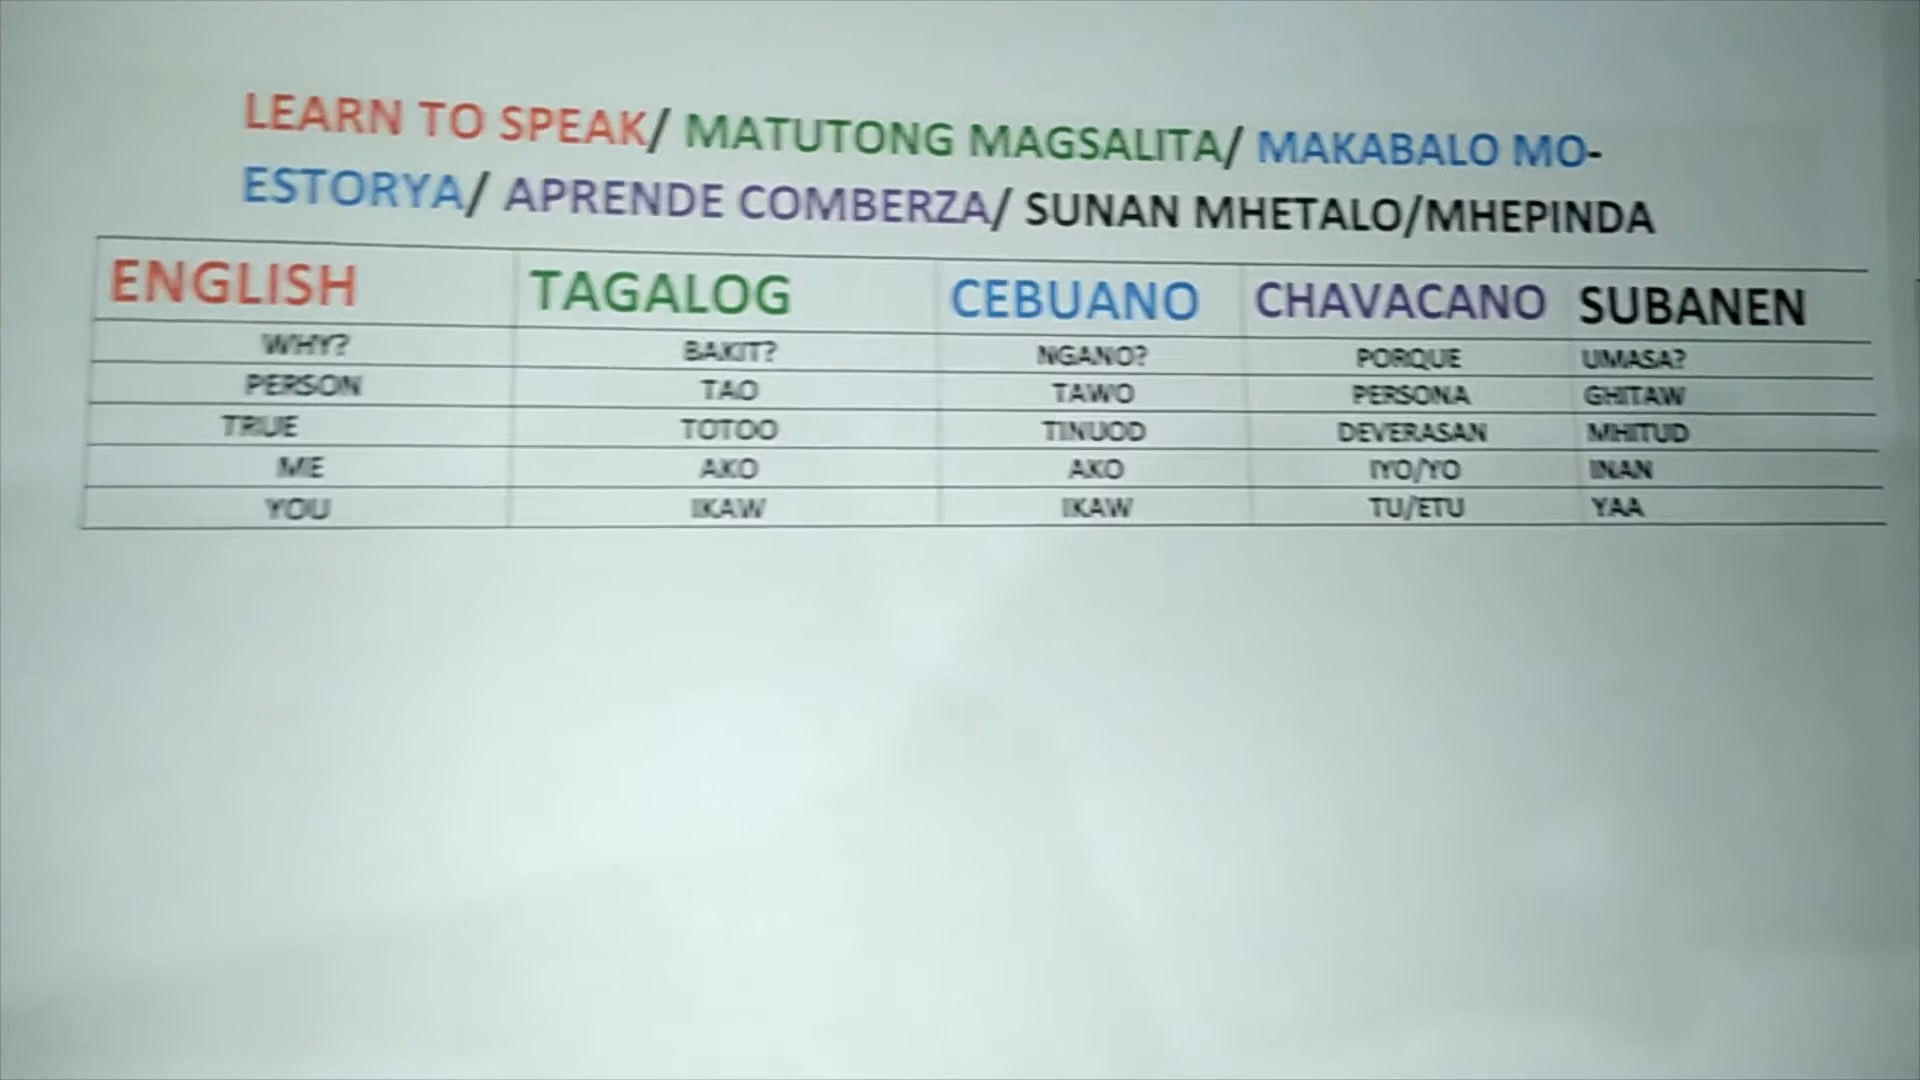 LEARN TO SPEAK/ MATUTONG MAGSALITA/ MAKABALO MO-
ESTORYA/ APRENDE COMBERZA/ SUNAN MHETALO/MHEPINDA
ENGLISH TAGALOG CEBUANO CHAVACANO SUBANEN
WHY? BAKIT? NGANO? PORQUE UMASA?
PERSON TAO TAWO PERSONA GHITAW
TRUE TOTOO TINUOD DEVERASAN MHITUD
ME AKO AKO IYO/YO INAN
YOU IKAW IKAW TU/ETU YAA